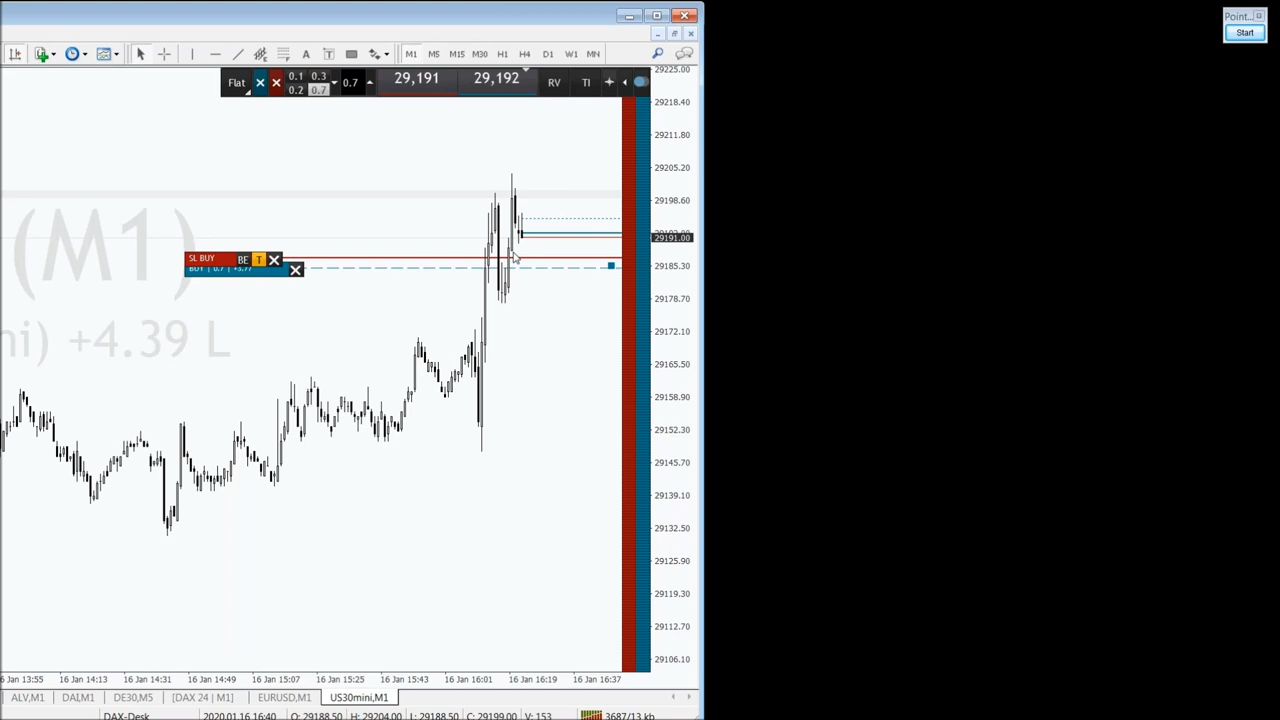 Point...
Start
M1 M5 M15 M30 H1 H4 D1 W1 MN
Flat 0.1 0.3 0.2 0.7 0.7 29,191 29,192 RV TI
29225.00
29218.40
29211.80
29205.20
29198.60
29191.00
29185.30
29178.70
29172.10
29165.50
29158.90
29152.30
29145.70
29139.10
29132.50
29125.90
29119.30
29112.70
29106.10
(M1)
ni) +4.39 L
SL BUY BE T
BUY | 0.7 | +3.77
6 Jan 13:55 16 Jan 14:13 16 Jan 14:31 16 Jan 14:49 16 Jan 15:07 16 Jan 15:25 16 Jan 15:43 16 Jan 16:01 16 Jan 16:19 16 Jan 16:37
ALV,M1 DAI,M1 DE30,M5 [DAX 24 | M1] EURUSD,M1 US30mini,M1
DAX-Desk 2020.01.16 16:40 O: 29188.50 H: 29204.00 L: 29188.50 C: 29199.00 V: 153 3687/13 kb